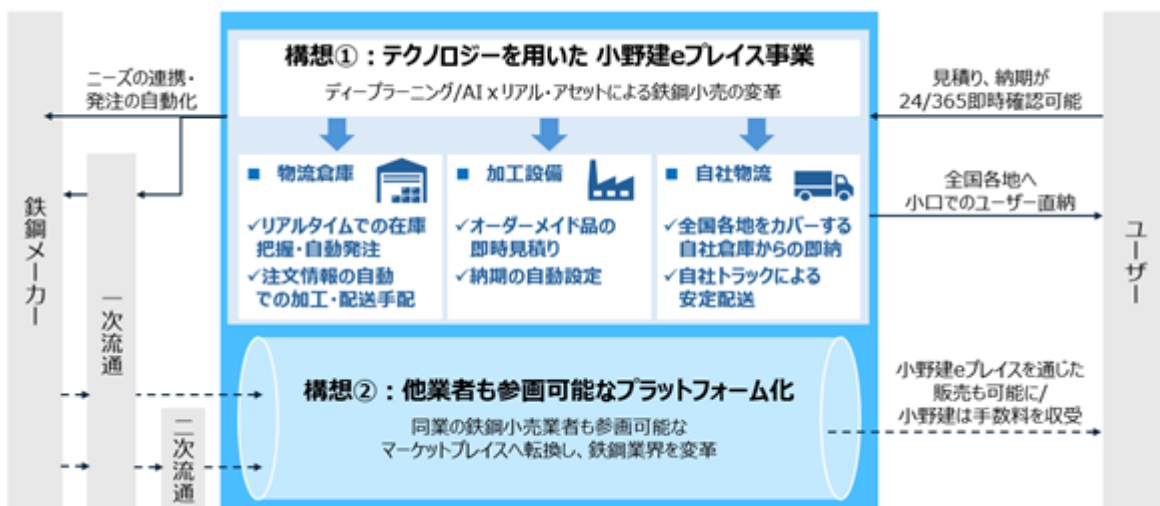 構想①：テクノロジーを用いた 小野建eプレイス事業
ディープラーニング/AI x リアル・アセットによる鉄鋼小売の変革
ニーズの連携・
発注の自動化
見積り、納期が
24/365即時確認可能
■ 物流倉庫
✓リアルタイムでの在庫
把握・自動発注
✓注文情報の自動
での加工・配送手配
■ 加工設備
✓オーダーメイド品の
即時見積り
✓納期の自動設定
■ 自社物流
✓全国各地をカバーする
自社倉庫からの即納
✓自社トラックによる
安定配送
全国各地へ
小口でのユーザー直納
鉄鋼メーカー
一次流通
二次流通
ユーザー
構想②：他業者も参画可能なプラットフォーム化
同業の鉄鋼小売業者も参画可能な
マーケットプレイスへ転換し、鉄鋼業界を変革
小野建eプレイスを通じた
販売も可能に/
小野建は手数料を収受